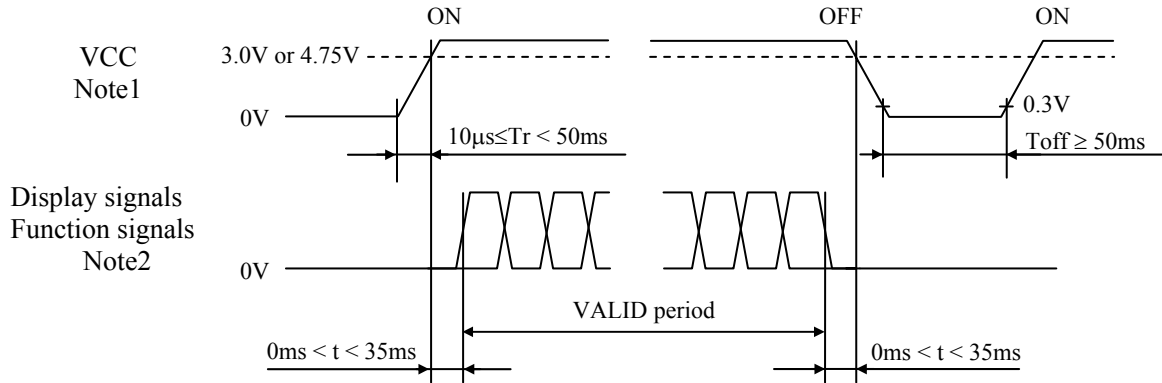 ON OFF ON
VCC
Note1
3.0V or 4.75V
0V
0.3V
10μs≤Tr < 50ms
Toff ≥ 50ms
Display signals
Function signals
Note2
0V
VALID period
0ms < t < 35ms 0ms < t < 35ms